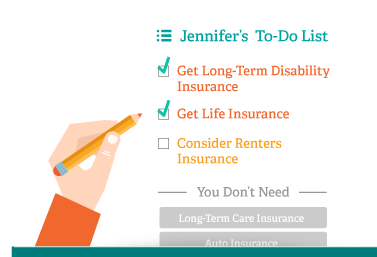 Jennifer's To-Do List
Get Long-Term Disability
Insurance
Get Life Insurance
Consider Renters
Insurance
You Don't Need
Long-Term Care Insurance
Auto Insurance